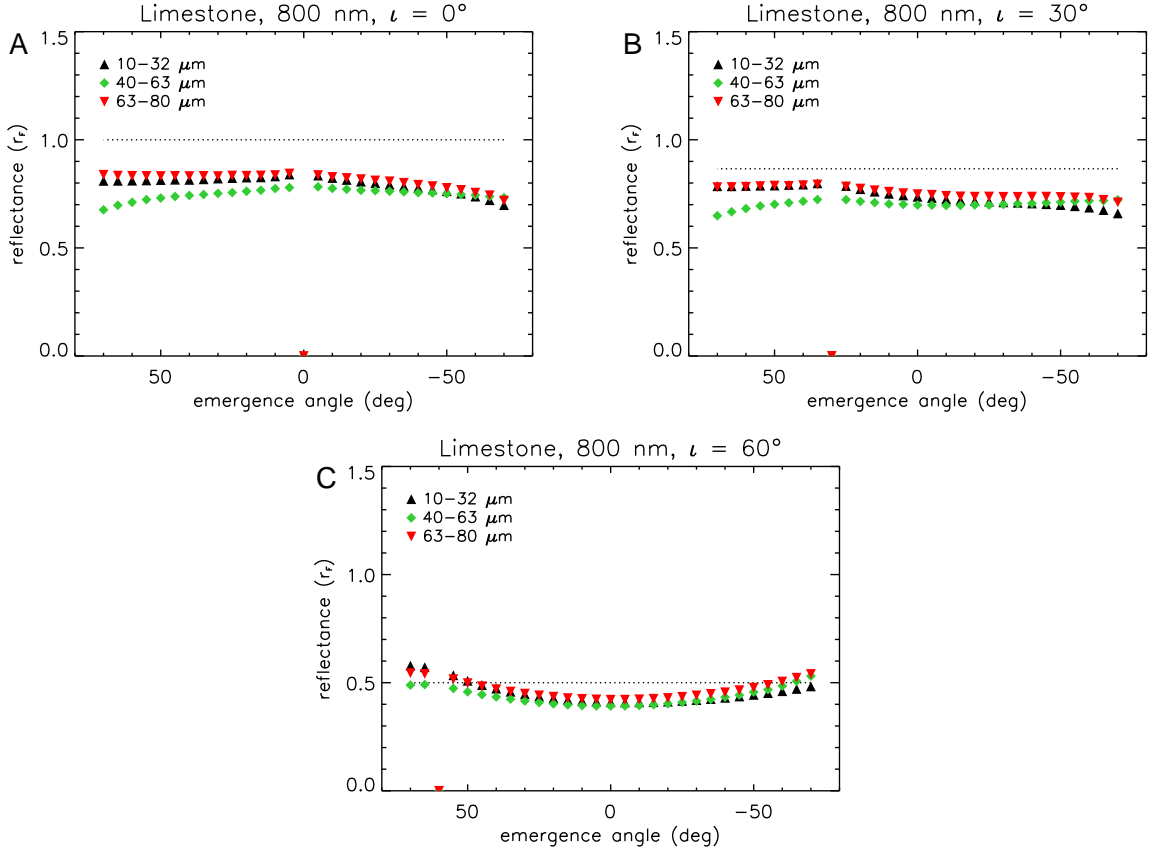 Limestone, 800 nm, ι = 0°
A
1.5
10−32 μm
40−63 μm
63−80 μm
1.0
0.5
0.0
reflectance (rF)
50 0 −50
emergence angle (deg)
Limestone, 800 nm, ι = 30°
B
1.5
10−32 μm
40−63 μm
63−80 μm
1.0
0.5
0.0
reflectance (rF)
50 0 −50
emergence angle (deg)
Limestone, 800 nm, ι = 60°
C
1.5
10−32 μm
40−63 μm
63−80 μm
1.0
0.5
0.0
reflectance (rF)
50 0 −50
emergence angle (deg)